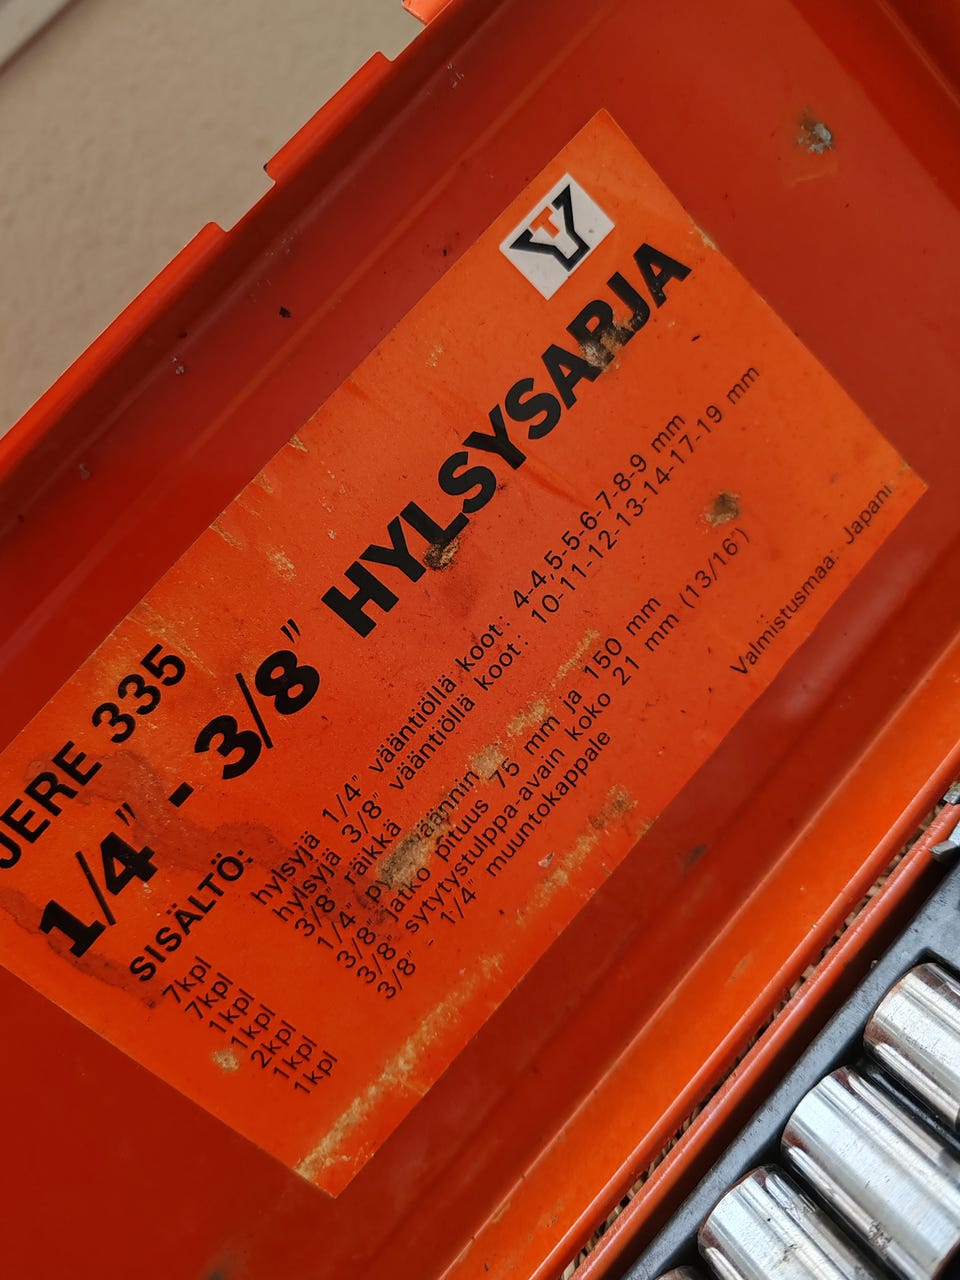 JERE 335
1/4" - 3/8" HYLSYSARJA
SISÄLTÖ:
7kpl hylsyjä 1/4" vääntiöllä koot: 4-4,5-5-6-7-8-9 mm
7kpl hylsyjä 3/8" vääntiöllä koot: 10-11-12-13-14-17-19 mm
1kpl 3/8" räikkä
1kpl 1/4"
2kpl 3/8" jatko pituus 75 mm ja 150 mm
1kpl 3/8" sytytystulppa-avain koko 21 mm (13/16")
1kpl 3/8" - 1/4" muuntokappale
Valmistusmaa: Japani